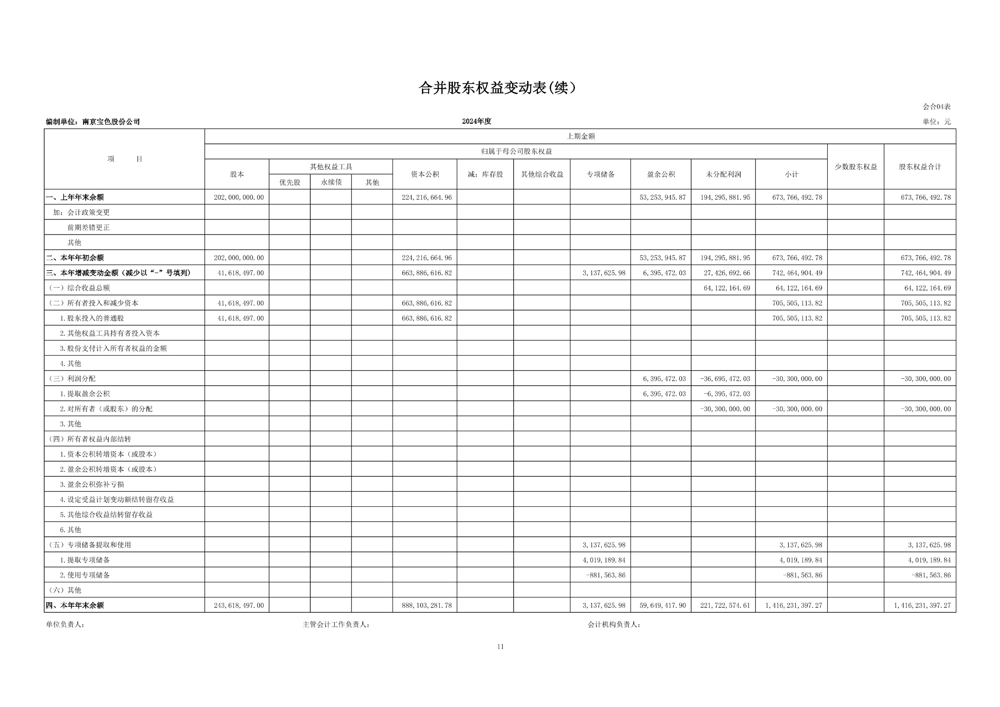 合并股东权益变动表(续）
会合04表
编制单位：南京宝色股份公司 2024年度 单位：元
项 目 上期金额
归属于母公司股东权益 少数股东权益 股东权益合计
股本 其他权益工具 资本公积 减：库存股 其他综合收益 专项储备 盈余公积 未分配利润 小计
优先股 永续债 其他
一、上年年末余额 202,000,000.00 224,216,664.96 53,253,945.87 194,295,881.95 673,766,492.78 673,766,492.78
加：会计政策变更
前期差错更正
其他
二、本年年初余额 202,000,000.00 224,216,664.96 53,253,945.87 194,295,881.95 673,766,492.78 673,766,492.78
三、本年增减变动金额（减少以“-”号填列） 41,618,497.00 663,886,616.82 3,137,625.98 6,395,472.03 27,426,692.66 742,464,904.49 742,464,904.49
（一）综合收益总额 64,122,164.69 64,122,164.69 64,122,164.69
（二）所有者投入和减少资本 41,618,497.00 663,886,616.82 705,505,113.82 705,505,113.82
1.股东投入的普通股 41,618,497.00 663,886,616.82 705,505,113.82 705,505,113.82
2.其他权益工具持有者投入资本
3.股份支付计入所有者权益的金额
4.其他
（三）利润分配 6,395,472.03 -36,695,472.03 -30,300,000.00 -30,300,000.00
1.提取盈余公积 6,395,472.03 -6,395,472.03
2.对所有者（或股东）的分配 -30,300,000.00 -30,300,000.00 -30,300,000.00
3.其他
（四）所有者权益内部结转
1.资本公积转增资本（或股本）
2.盈余公积转增资本（或股本）
3.盈余公积弥补亏损
4.设定受益计划变动额结转留存收益
5.其他综合收益结转留存收益
6.其他
（五）专项储备提取和使用 3,137,625.98 3,137,625.98 3,137,625.98
1.提取专项储备 4,019,189.84 4,019,189.84 4,019,189.84
2.使用专项储备 -881,563.86 -881,563.86 -881,563.86
（六）其他
四、本年年末余额 243,618,497.00 888,103,281.78 3,137,625.98 59,649,417.90 221,722,574.61 1,416,231,397.27 1,416,231,397.27
单位负责人： 主管会计工作负责人： 会计机构负责人：
11